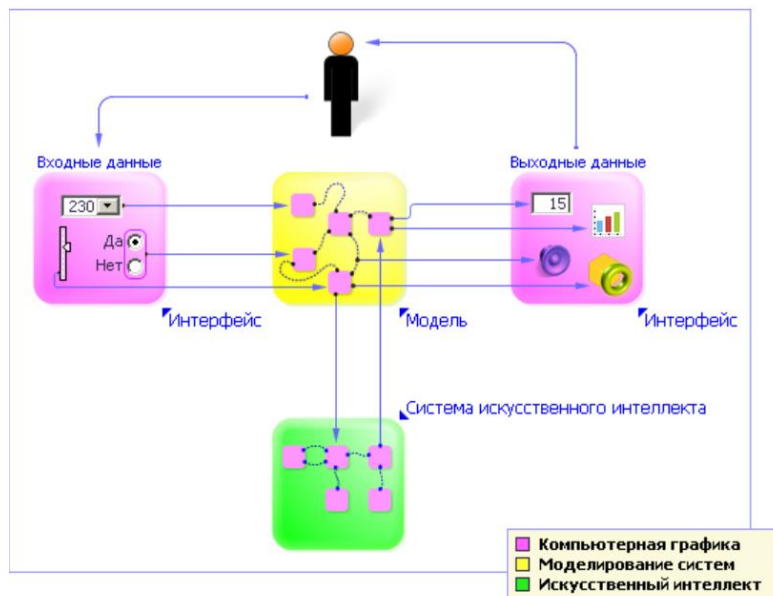 Входные данные
Выходные данные
230
15
Да
Нет
Интерфейс
Модель
Интерфейс
Система искусственного интеллекта
Компьютерная графика
Моделирование систем
Искусственный интеллект